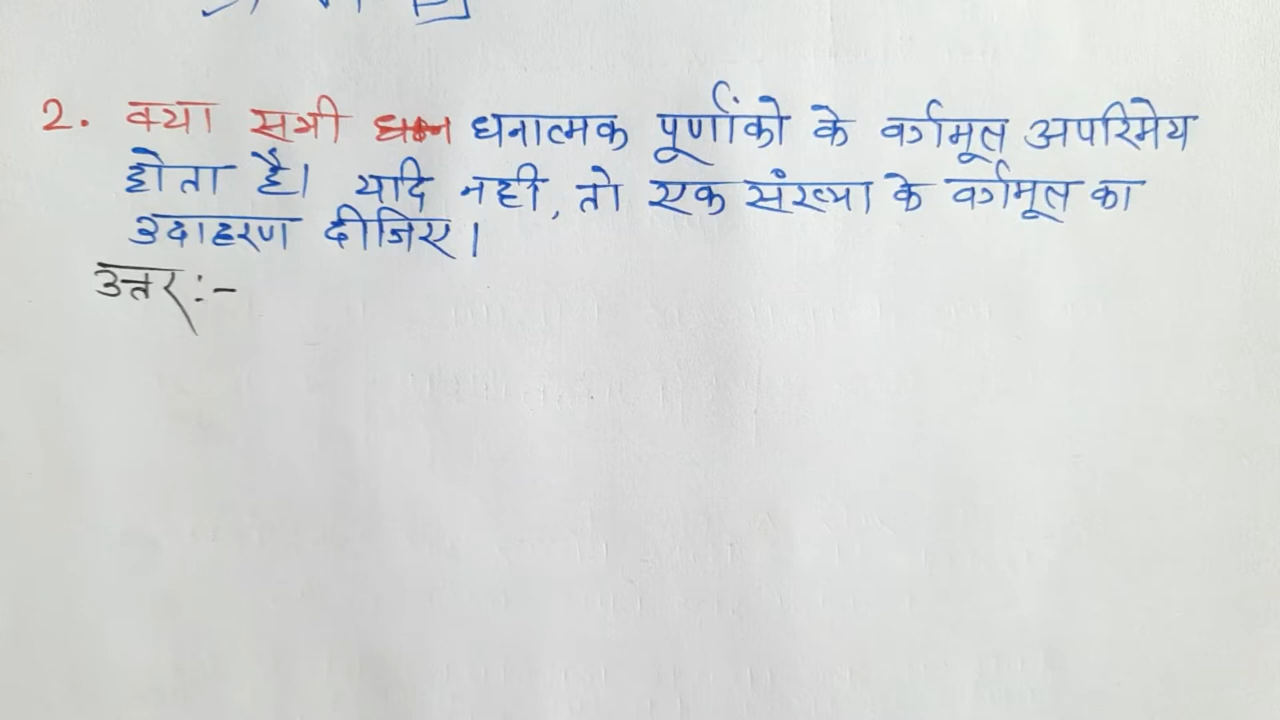 2. क्या सभी धनात्मक पूर्णांको के वर्गमूल अपरिमेय
होता है। यदि नही, तो एक संख्या के वर्गमूल का
उदाहरण दीजिए।
उत्तर:-